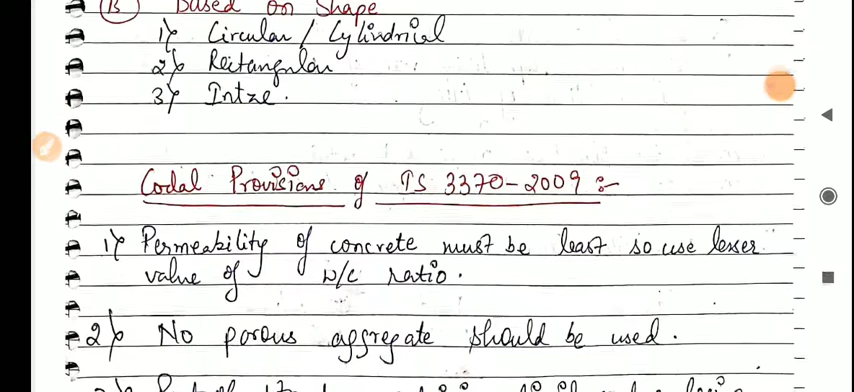 B Based on Shape
1) Circular / Cylindrical
2) Rectangular
3) Intze.
Codal Provisions of IS 3370-2009 :-
1) Permeability of concrete must be least so use lesser
value of w/c ratio.
2) No porous aggregate should be used.